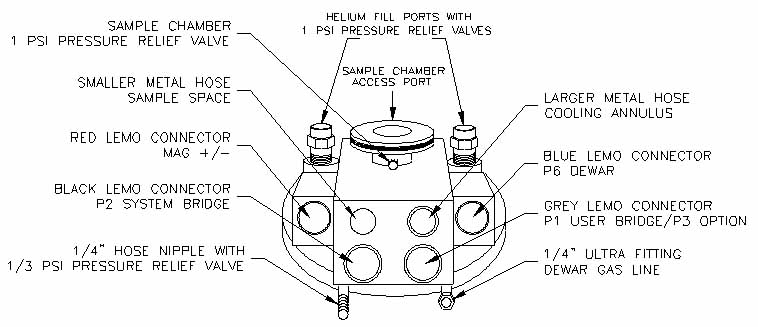 SAMPLE CHAMBER
1 PSI PRESSURE RELIEF VALVE
HELIUM FILL PORTS WITH
1 PSI PRESSURE RELIEF VALVES
SAMPLE CHAMBER
ACCESS PORT
SMALLER METAL HOSE
SAMPLE SPACE
RED LEMO CONNECTOR
MAG +/-
BLACK LEMO CONNECTOR
P2 SYSTEM BRIDGE
1/4" HOSE NIPPLE WITH
1/3 PSI PRESSURE RELIEF VALVE
LARGER METAL HOSE
COOLING ANNULUS
BLUE LEMO CONNECTOR
P6 DEWAR
GREY LEMO CONNECTOR
P1 USER BRIDGE/P3 OPTION
1/4" ULTRA FITTING
DEWAR GAS LINE